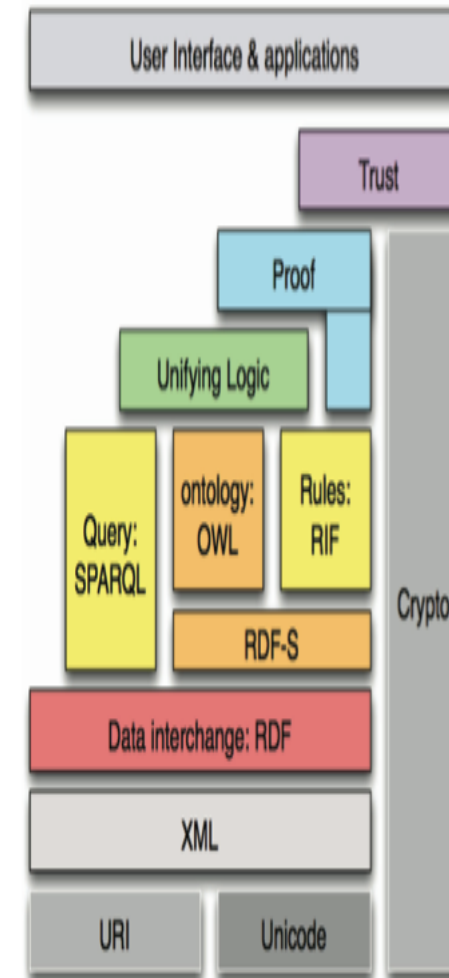 User Interface & applications
Trust
Proof
Unifying Logic
Query:
SPARQL
ontology:
OWL
Rules:
RIF
RDF-S
Crypto
Data interchange: RDF
XML
URI
Unicode